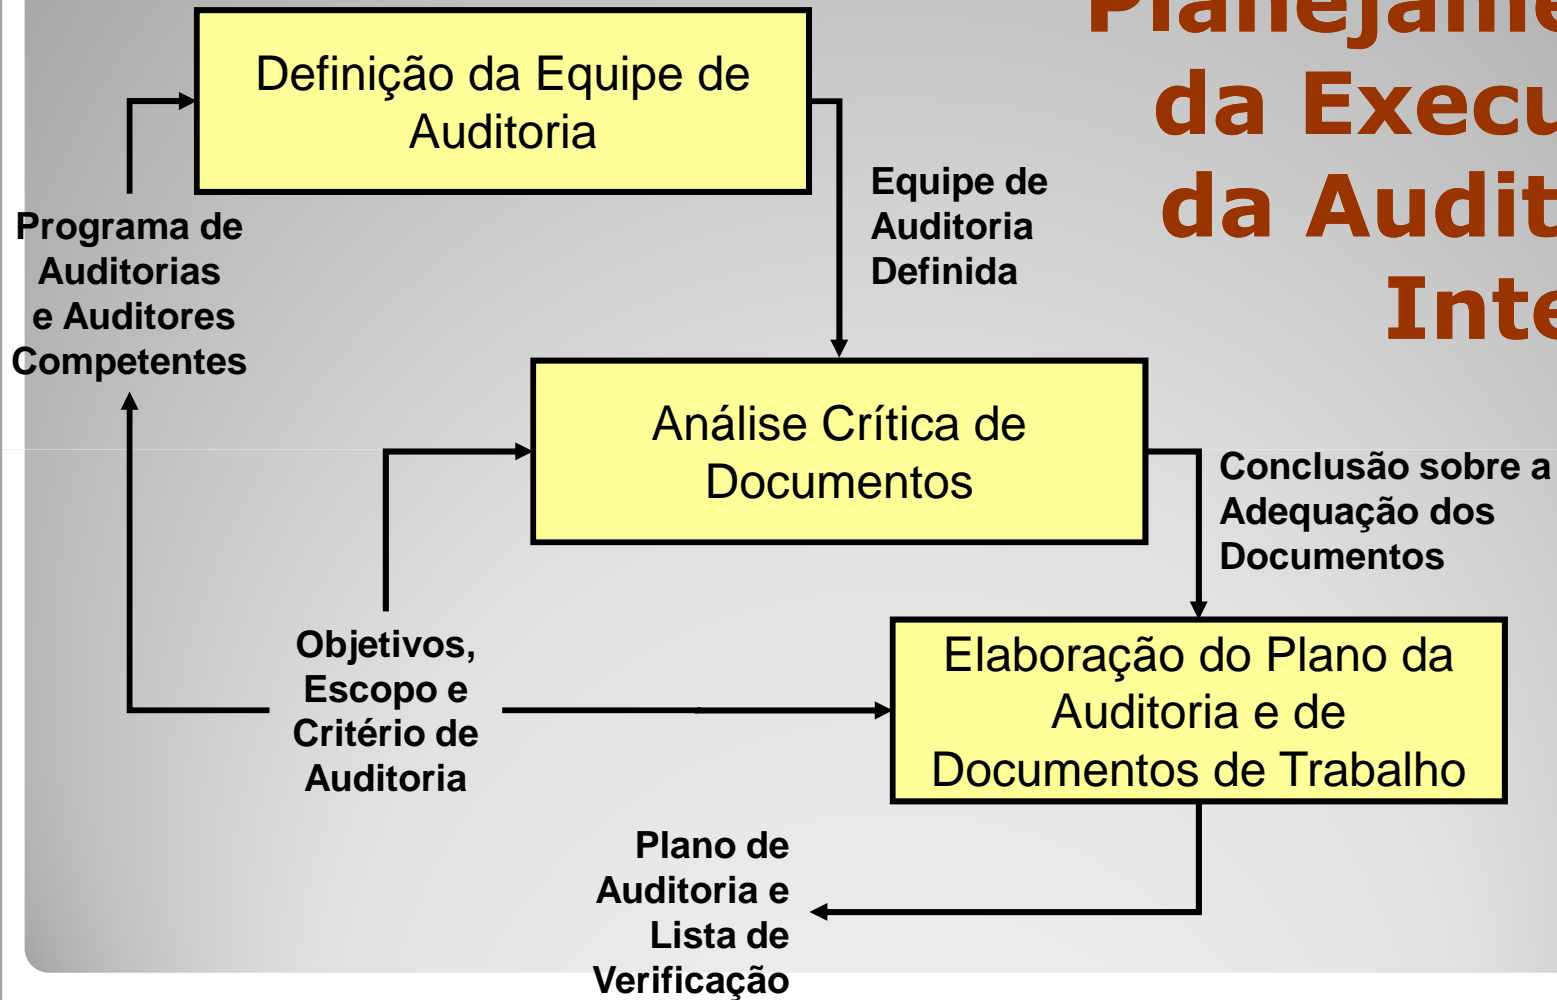 Planejame
da Execu
da Audit
Inte
Definição da Equipe de
Auditoria
Programa de
Auditorias
e Auditores
Competentes
Equipe de
Auditoria
Definida
Análise Crítica de
Documentos
Conclusão sobre a
Adequação dos
Documentos
Objetivos,
Escopo e
Critério de
Auditoria
Elaboração do Plano da
Auditoria e de
Documentos de Trabalho
Plano de
Auditoria e
Lista de
Verificação